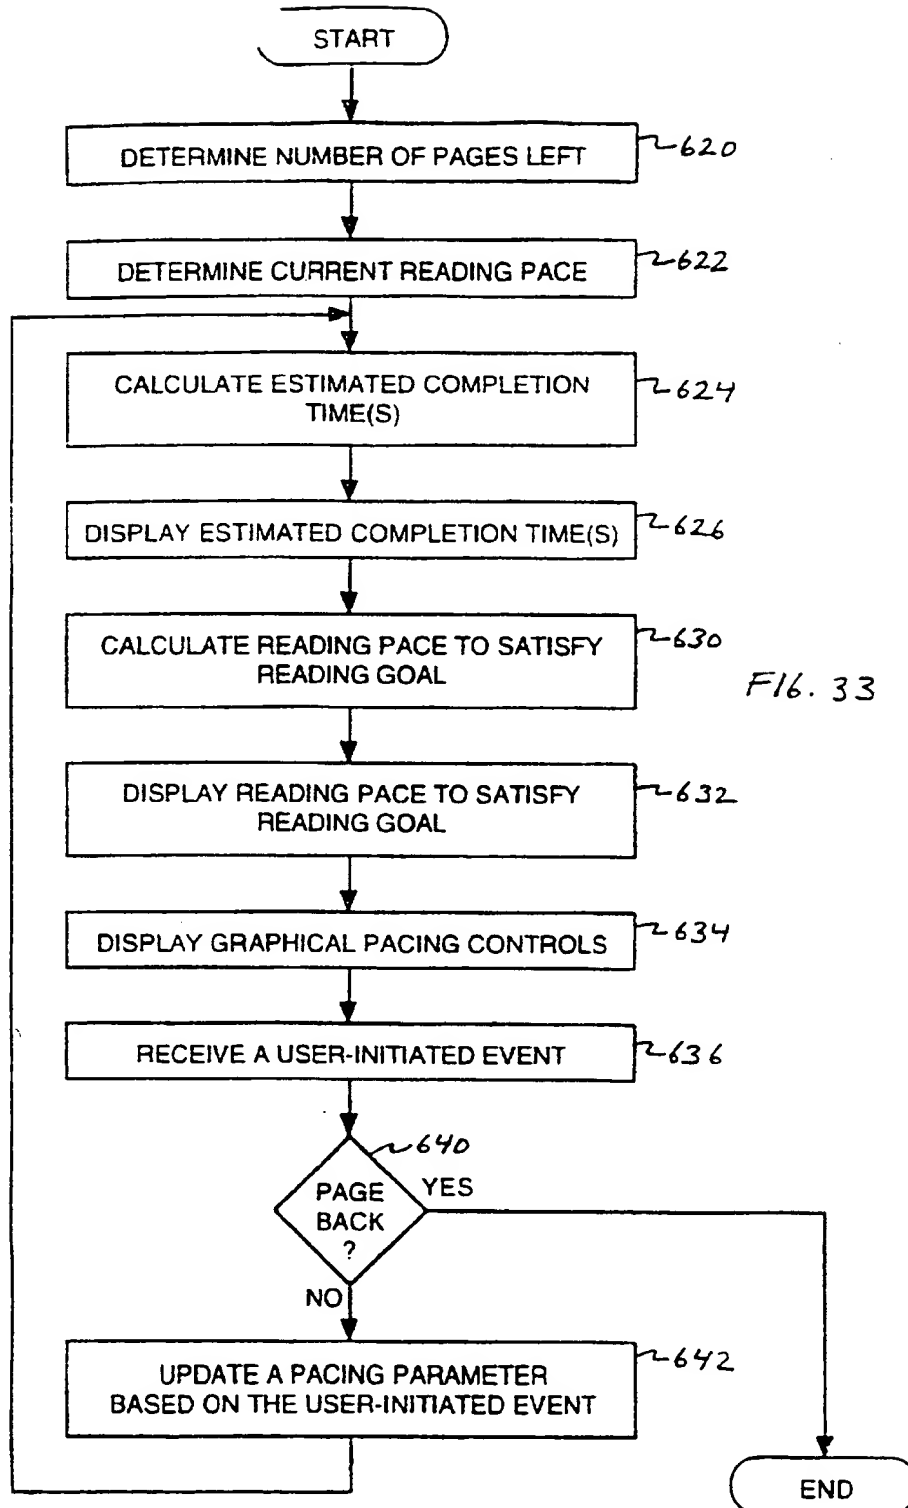 START
DETERMINE NUMBER OF PAGES LEFT
620
DETERMINE CURRENT READING PACE
622
CALCULATE ESTIMATED COMPLETION
TIME(S)
624
DISPLAY ESTIMATED COMPLETION TIME(S)
626
CALCULATE READING PACE TO SATISFY
READING GOAL
630
FIG. 33
DISPLAY READING PACE TO SATISFY
READING GOAL
632
DISPLAY GRAPHICAL PACING CONTROLS
634
RECEIVE A USER-INITIATED EVENT
636
640
PAGE
BACK
?
YES
NO
UPDATE A PACING PARAMETER
BASED ON THE USER-INITIATED EVENT
642
END